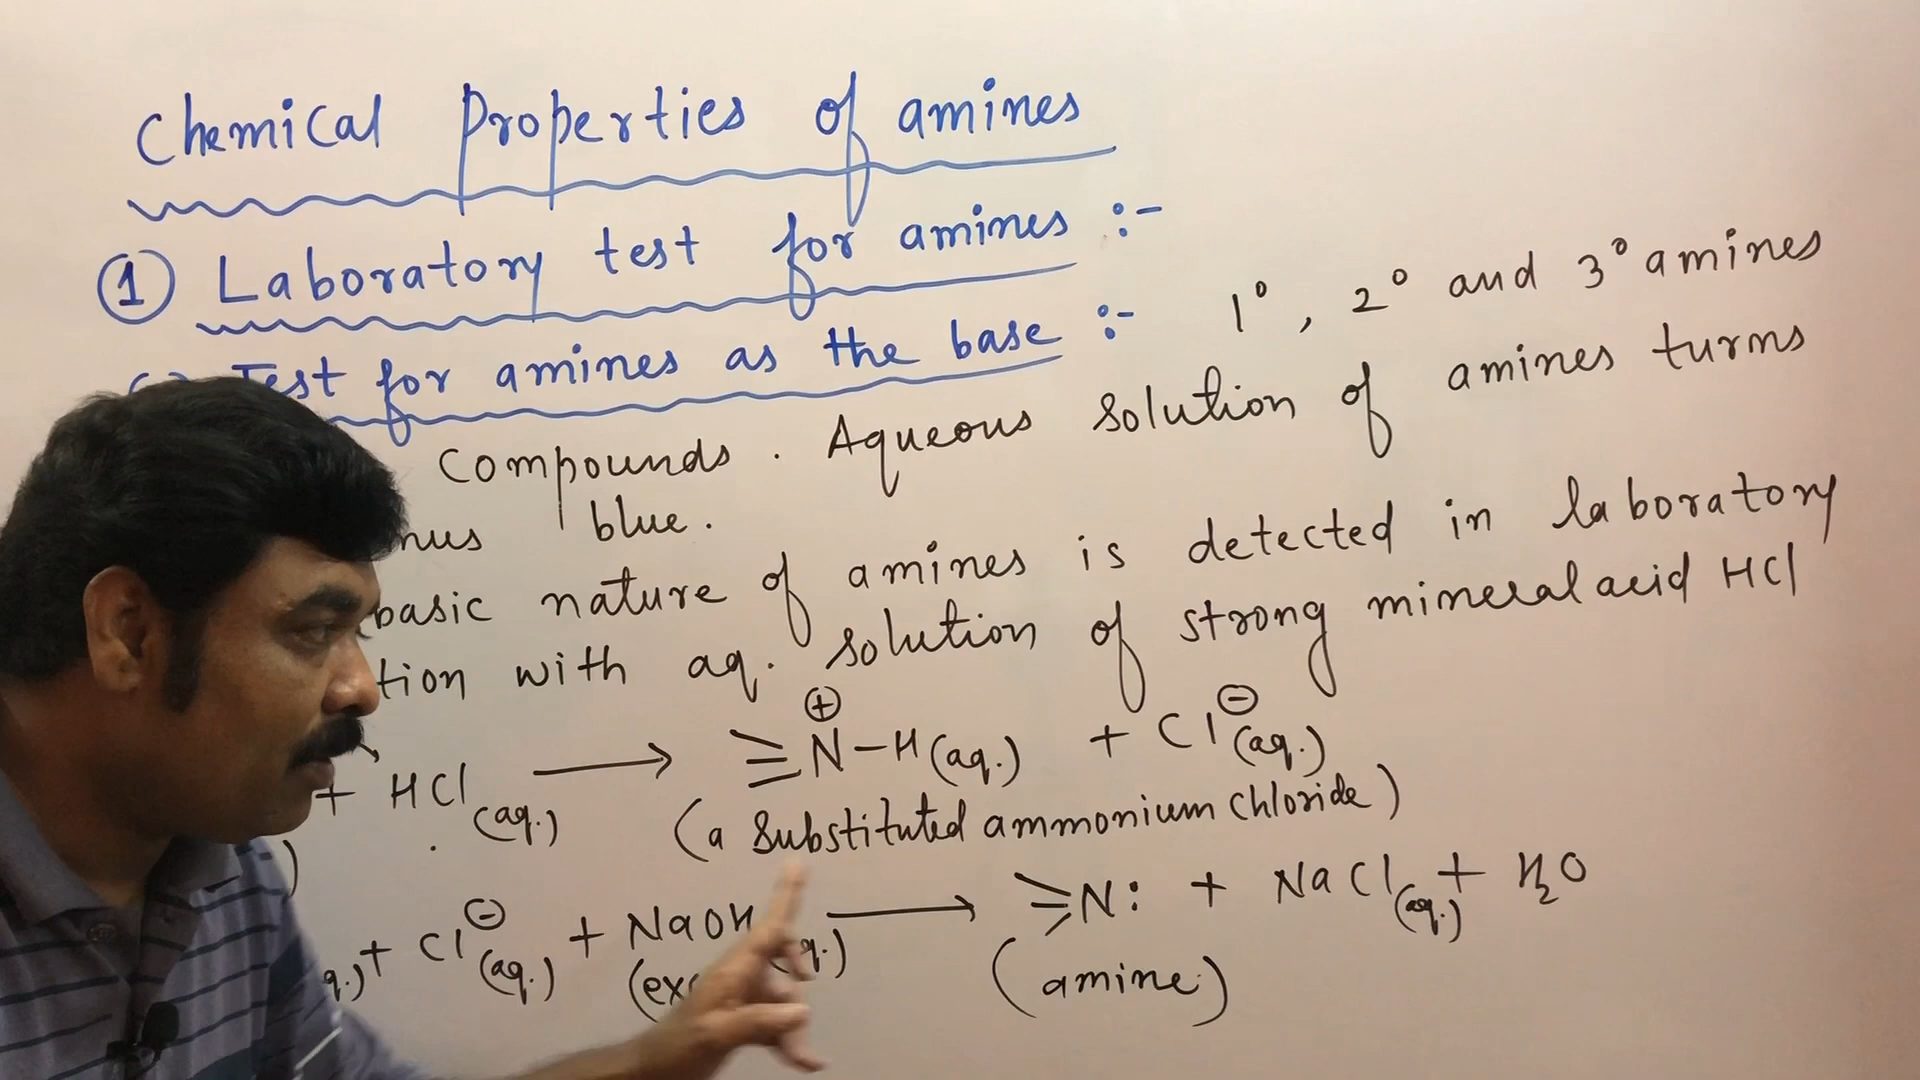 Chemical Properties of amines
① Laboratory test for amines :-
Test for amines as the base :- 1°, 2° and 3° amines
Compounds. Aqueous solution of amines turns
blue.
basic nature of amines is detected in laboratory
with aq. solution of strong mineral acid HCl
+ HCl (aq.) ⟶ ≡N⊕-H (aq.) + Cl⊖ (aq.)
(a Substituted ammonium chloride)
+ Cl⊖ (aq.) + NaOH ⟶ ≡N: + NaCl (aq.) + H₂O
(amine)